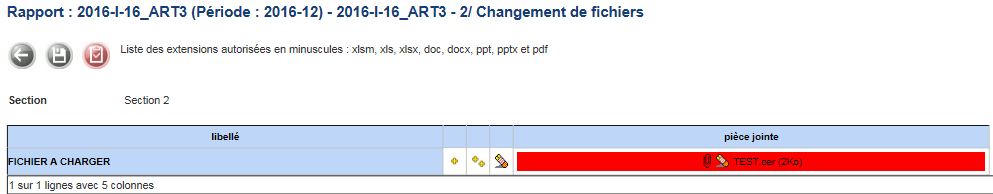 Rapport : 2016-I-16_ART3 (Période : 2016-12) - 2016-I-16_ART3 - 2/ Changement de fichiers
Liste des extensions autorisées en minuscules : xlsm, xls, xlsx, doc, docx, ppt, pptx et pdf
Section Section 2
libellé pièce jointe
FICHIER A CHARGER TEST.cer (2Ko)
1 sur 1 lignes avec 5 colonnes